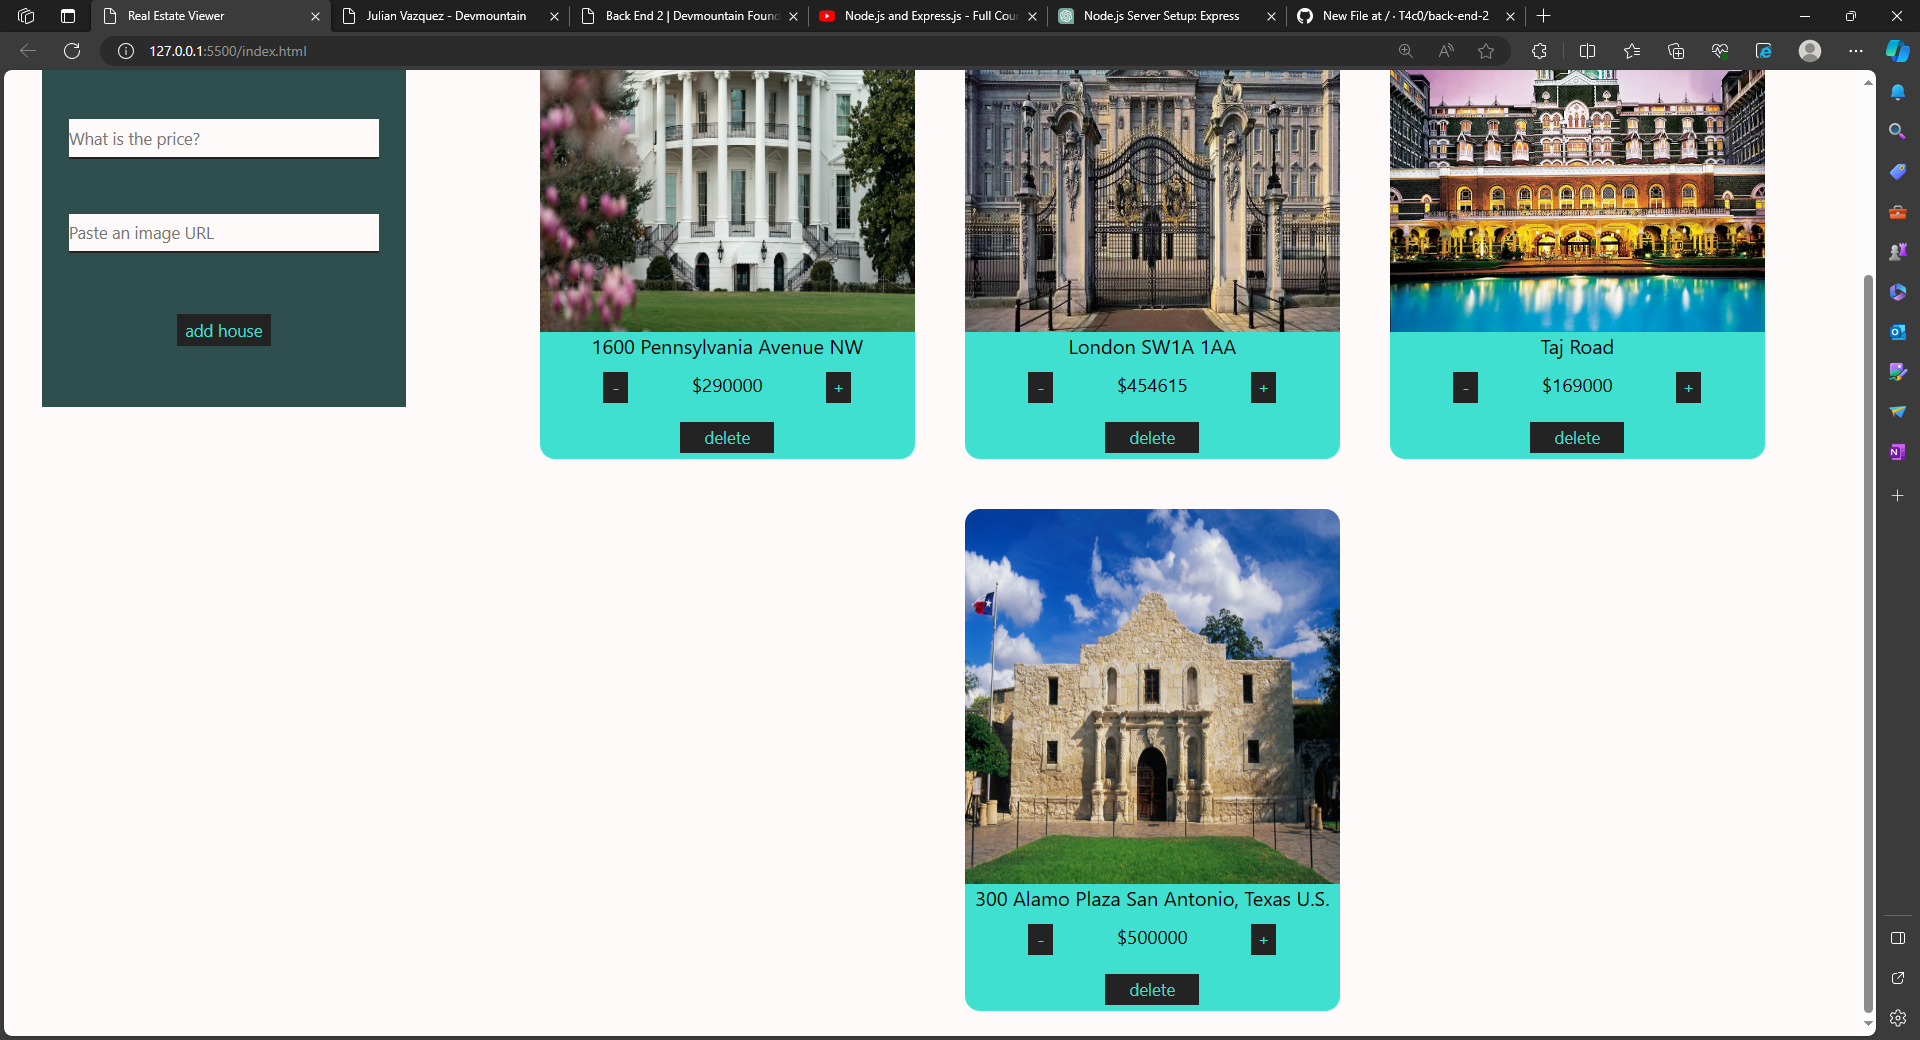 Real Estate Viewer
Julian Vazquez - Devmountain
Back End 2 | Devmountain Found
Node.js and Express.js - Full Cour
Node.js Server Setup: Express
New File at / · T4c0/back-end-2
127.0.0.1:5500/index.html
What is the price?
Paste an image URL
add house
1600 Pennsylvania Avenue NW
- $290000 +
delete
London SW1A 1AA
- $454615 +
delete
Taj Road
- $169000 +
delete
300 Alamo Plaza San Antonio, Texas U.S.
- $500000 +
delete